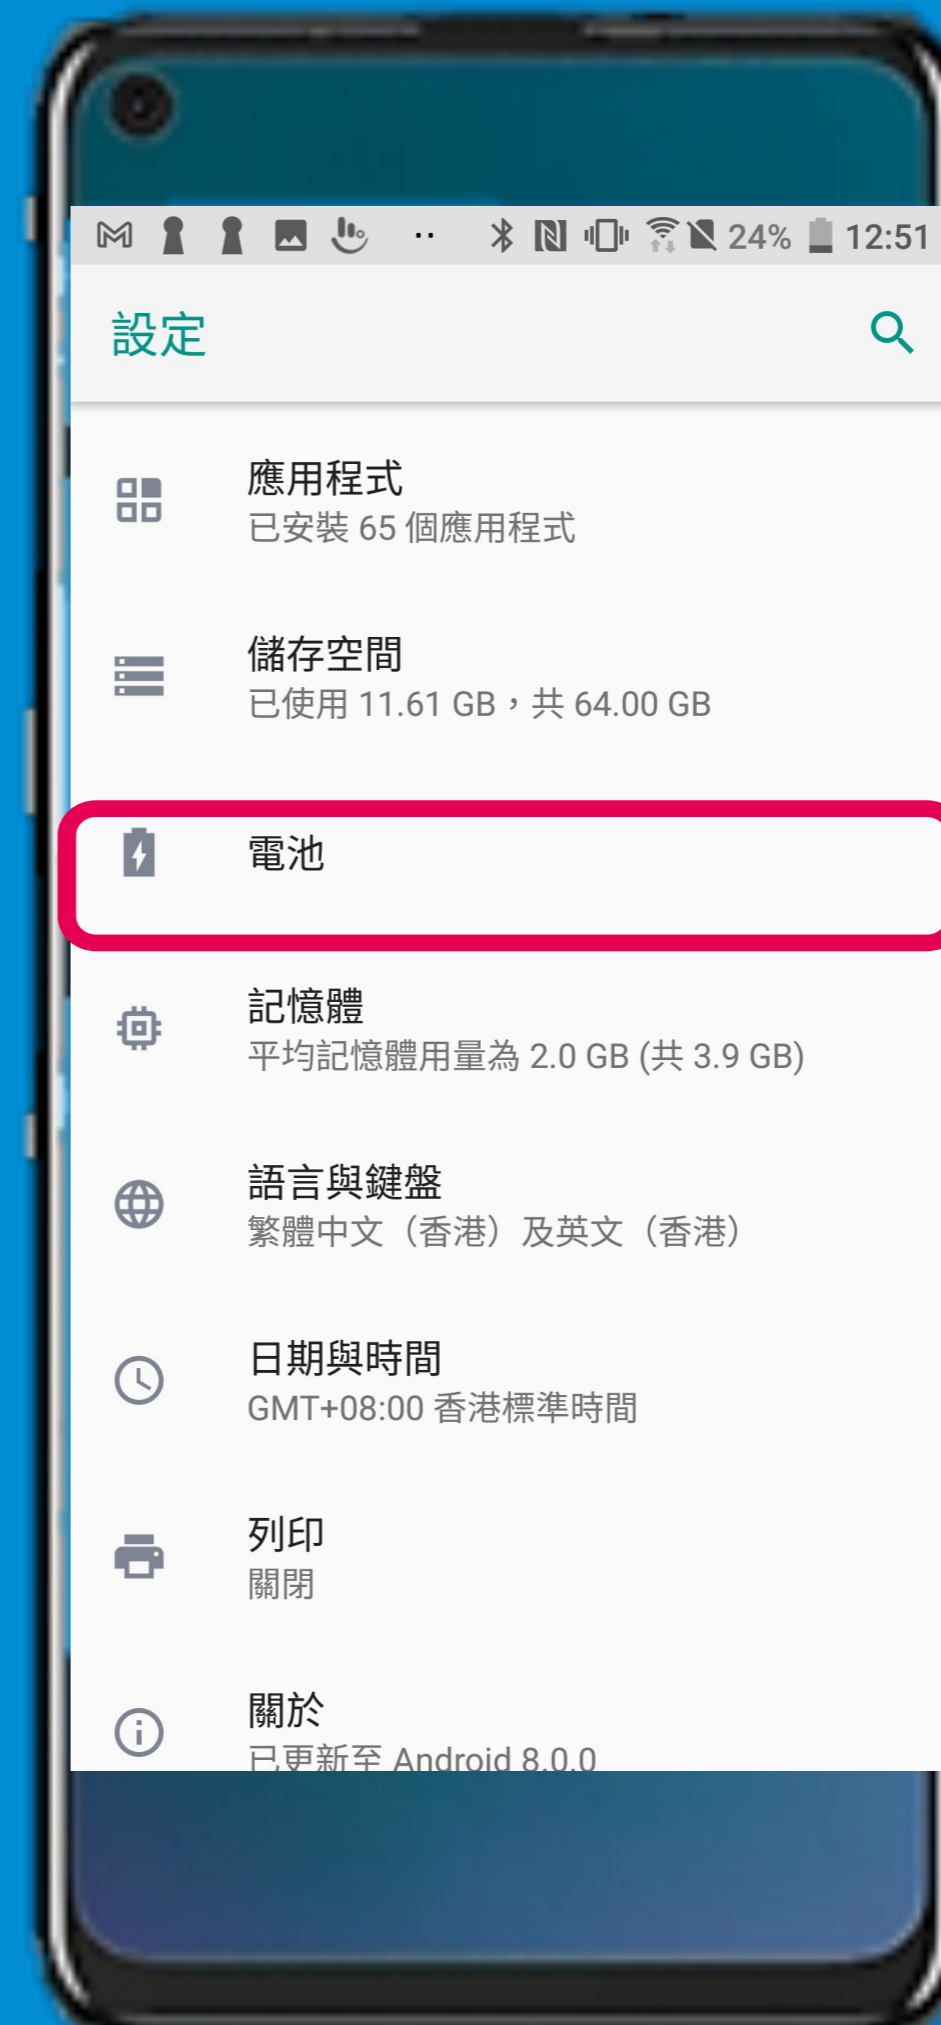 24% 12:51
設定
應用程式
已安裝 65 個應用程式
儲存空間
已使用 11.61 GB，共 64.00 GB
電池
記憶體
平均記憶體用量為 2.0 GB (共 3.9 GB)
語言與鍵盤
繁體中文（香港）及英文（香港）
日期與時間
GMT+08:00 香港標準時間
列印
關閉
關於
已更新至 Android 8.0.0